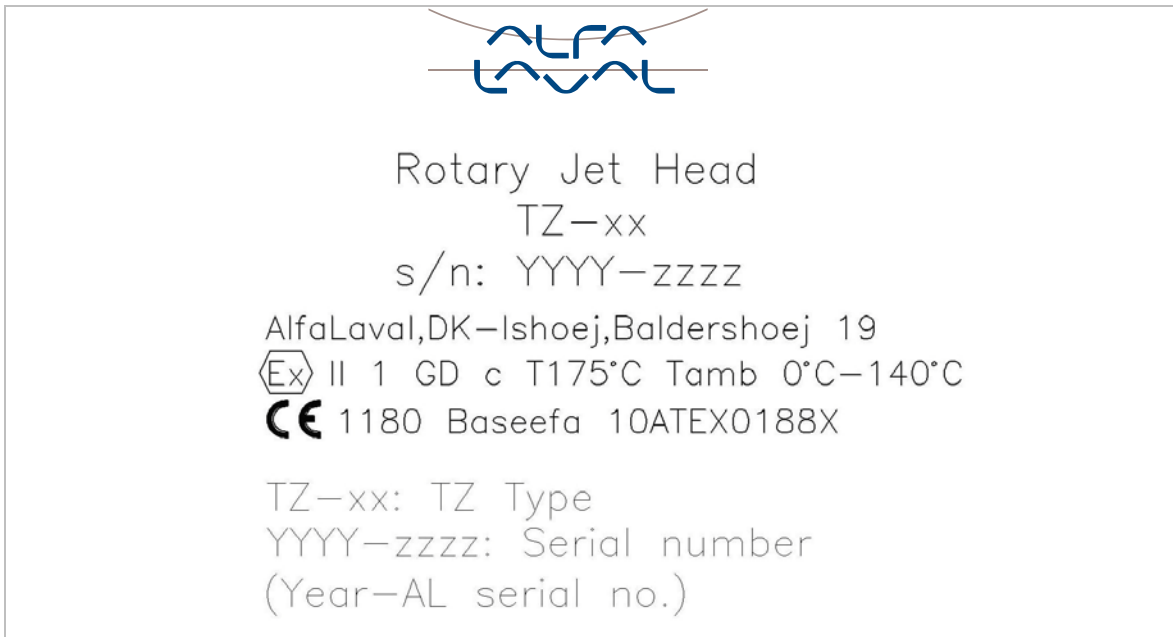 ALFA
LAVAL
Rotary Jet Head
TZ-xx
s/n: YYYY-zzzz
AlfaLaval,DK-Ishoej,Baldershoej 19
Ex II 1 GD c T175°C Tamb 0°C-140°C
CE 1180 Baseefa 10ATEX0188X
TZ-xx: TZ Type
YYYY-zzzz: Serial number
(Year-AL serial no.)